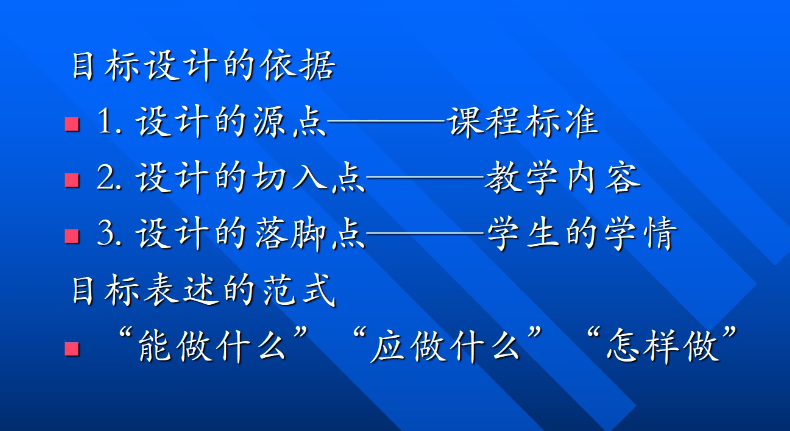 目标设计的依据
1. 设计的源点———课程标准
2. 设计的切入点———教学内容
3. 设计的落脚点———学生的学情
目标表述的范式
“能做什么” “应做什么” “怎样做”